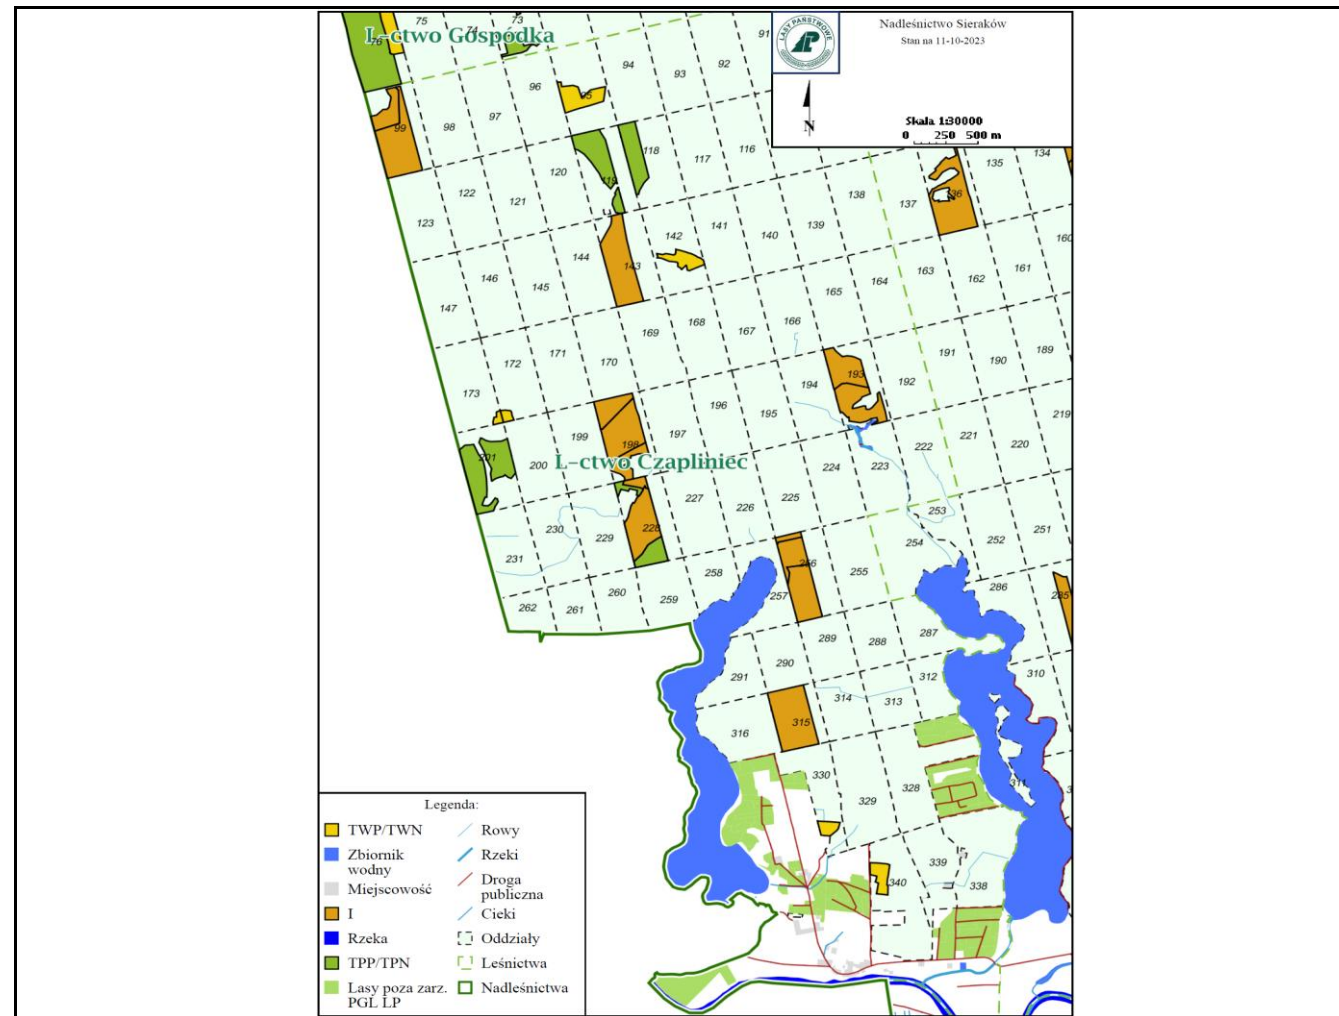 Nadleśnictwo Sieraków
Stan na 11-10-2023
LASY PAŃSTWOWE
N
Skala 1:30000
0 250 500 m
75 74 73
76
L-ctwo Gospódka
91
94 93 92
96 95
99 98 97
118 117 116
120 119
122 121
123
135 134
138 137 136
142 141 140 139
144 143
147 146 145
160
165 164 163 162 161
169 168 167 166
173 172 171 170
194 193 192 191 190 189
199 198 197 196 195
201 200
219
224 223 222 221 220
L-ctwo Czapliniec
227 226 225
231 230 229 228
254 253 252 251
258 257 256 255
262 261 260 259
286 285
291 290 289 288 287
316 315 314 313 312 310
330 329 328 311
340 339 338
Legenda:
TWP/TWN
Zbiornik
wodny
Miejscowość
I
Rzeka
TPP/TPN
Lasy poza zarz.
PGL LP
Rowy
Rzeki
Droga
publiczna
Cieki
Oddziały
Leśnictwa
Nadleśnictwa